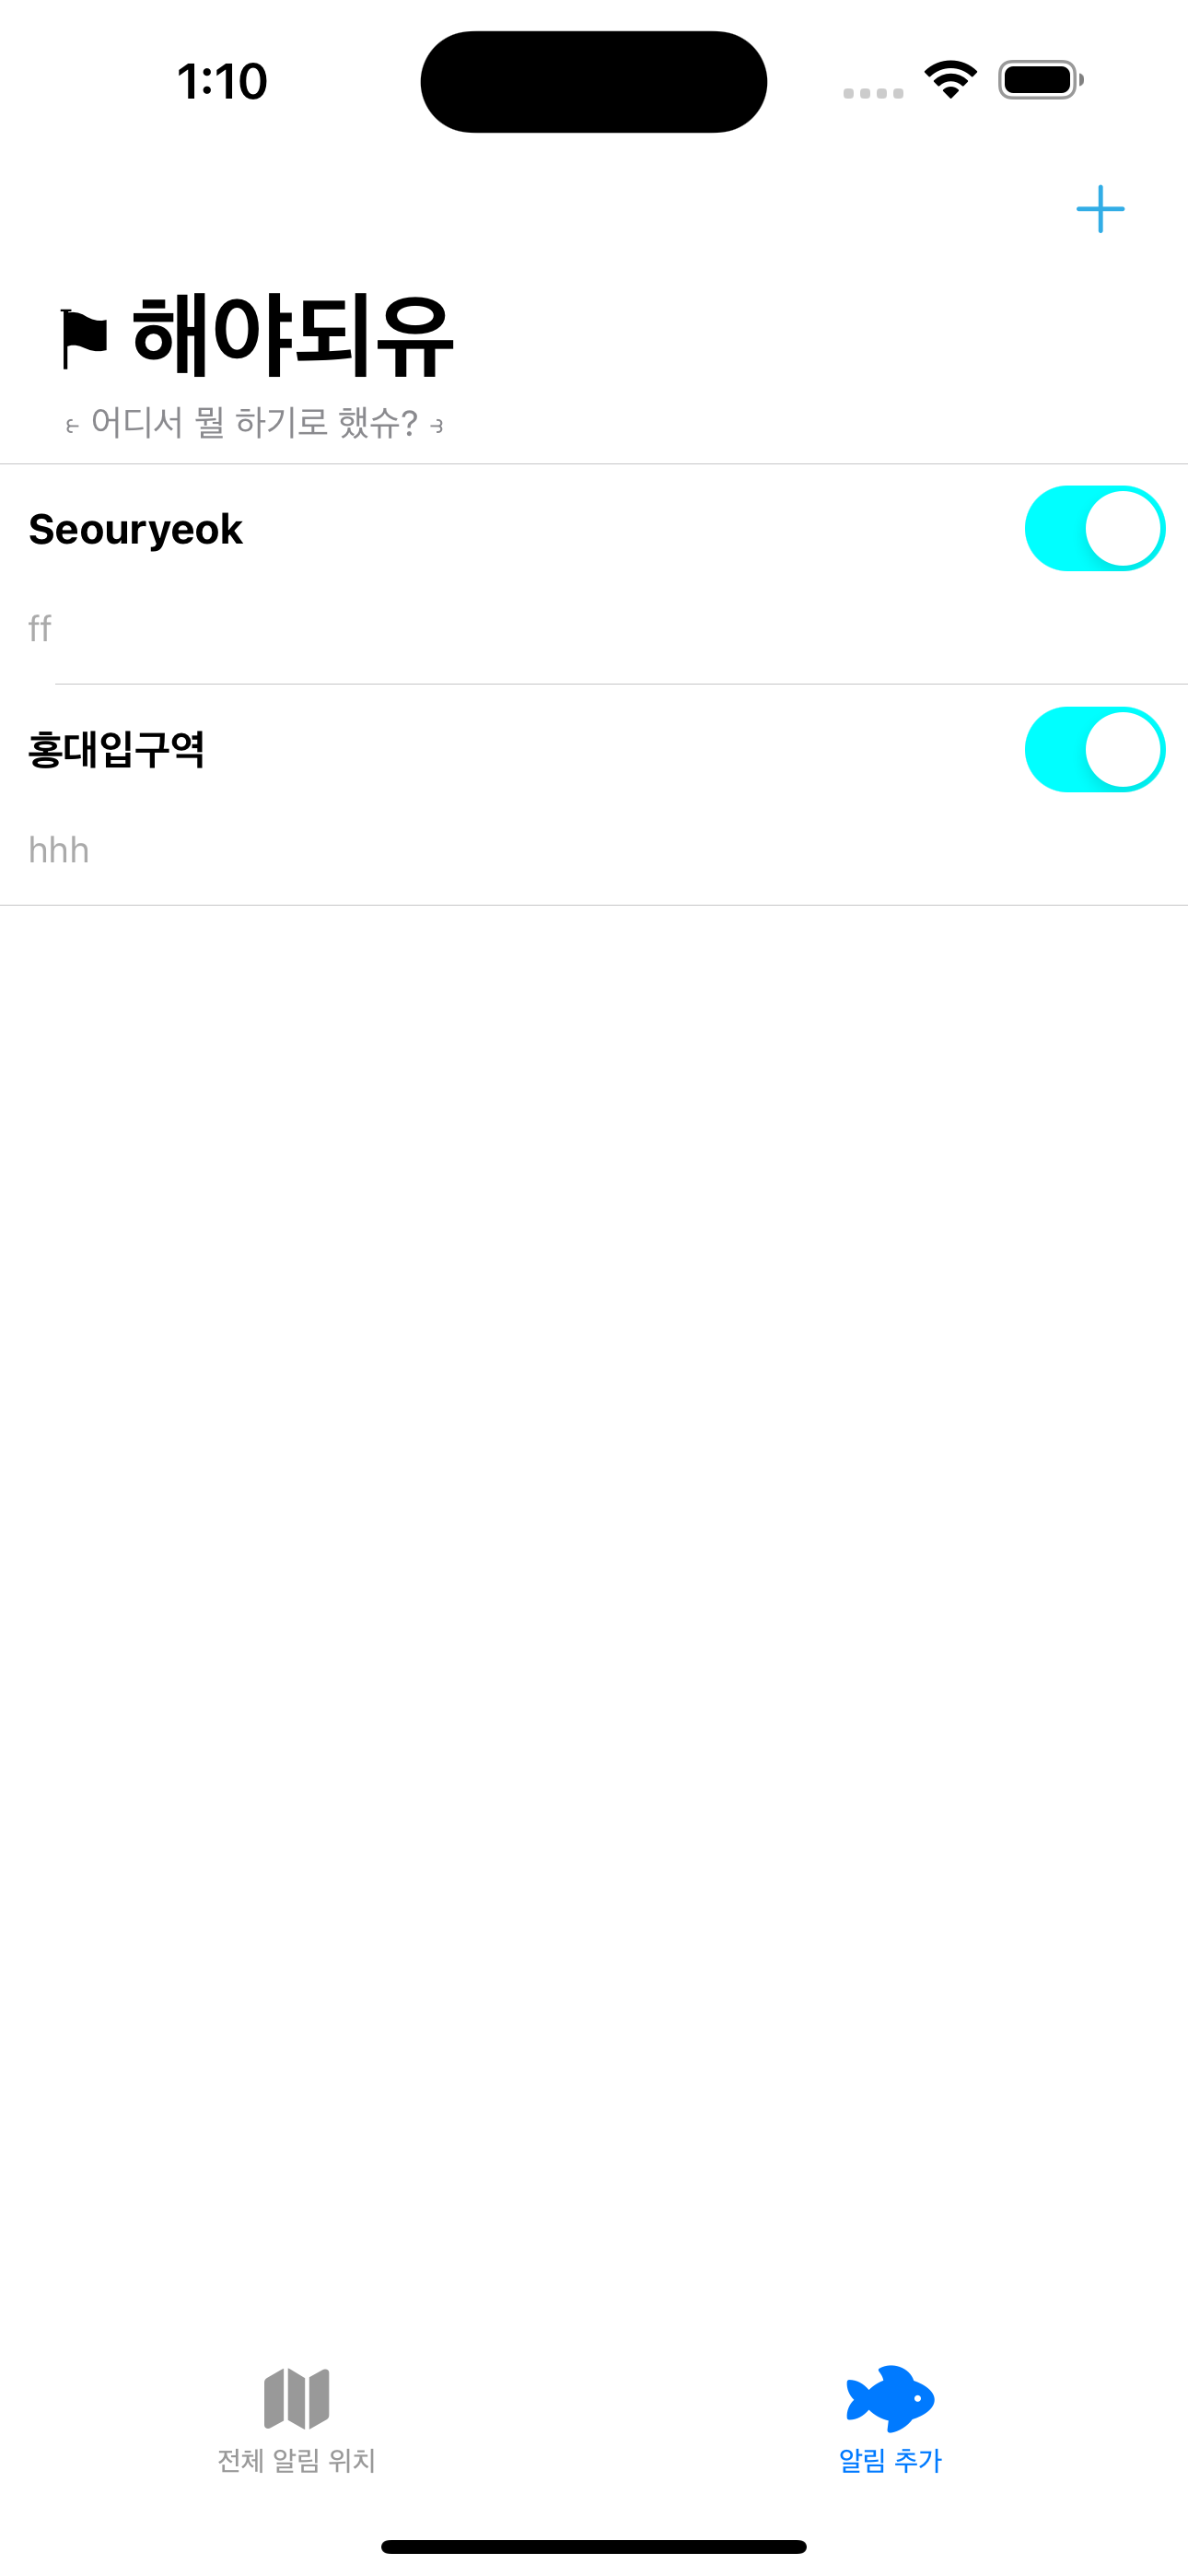 1:10
⚑ 해야되유
꒰ 어디서 뭘 하기로 했슈? ꒱
Seouryeok
ff
홍대입구역
hhh
전체 알림 위치
알림 추가